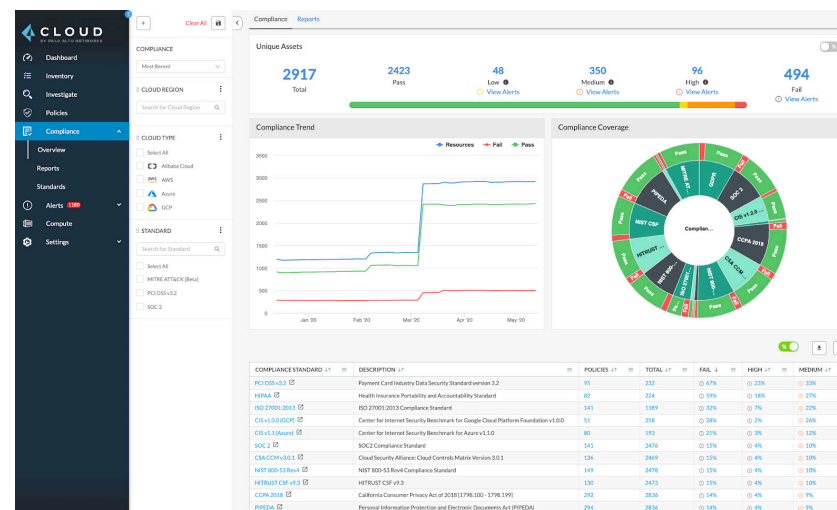 CLOUD
BY PALO ALTO NETWORKS
Dashboard
Inventory
Investigate
Policies
Compliance
Overview
Reports
Standards
Alerts 1180
Compute
Settings
+ Clear All
COMPLIANCE
Most Recent
CLOUD REGION
Search for Cloud Region
CLOUD TYPE
Select All
Alibaba Cloud
aws AWS
Azure
GCP
STANDARD
Search for Standard
Select All
MITRE ATT&CK [Beta]
PCI DSS v3.2
SOC 2
Compliance Reports
Unique Assets
%
2917 2423 48 350 96 494
Total Pass Low Medium High Fail
View Alerts View Alerts View Alerts View Alerts
Compliance Trend
Resources Fail Pass
3500
3000
2500
2000
1500
1000
500
0
Jan '20 Feb '20 Mar '20 Apr '20 May '20
Compliance Coverage
Complian...
Pass
Fail
MITRE AT...
GDPR
SOC 2
CIS v1.2.0 ...
CCPA 2018
CSA CCM...
NIST 800-...
ISO 27001...
NIST 800-...
HITRUST ...
NIST CSF
PIPEDA
%
COMPLIANCE STANDARD DESCRIPTION POLICIES TOTAL FAIL HIGH MEDIUM
PCI DSS v3.2 Payment Card Industry Data Security Standard version 3.2 95 232 67% 23% 33%
HIPAA Health Insurance Portability and Accountability Standard 82 224 59% 18% 27%
ISO 27001:2013 ISO 27001:2013 Compliance Standard 141 1189 32% 7% 22%
CIS v1.0.0 (GCP) Center for Internet Security Benchmark for Google Cloud Platform Foundation v1.0.0 51 258 28% 2% 26%
CIS v1.1 (Azure) Center for Internet Security Benchmark for Azure v1.1.0 80 193 21% 3% 12%
SOC 2 SOC2 Compliance Standard 141 2476 15% 4% 10%
CSA CCM v3.0.1 Cloud Security Alliance: Cloud Controls Matrix Version 3.0.1 136 2469 15% 4% 10%
NIST 800-53 Rev4 NIST 800-53 Rev4 Compliance Standard 149 2478 15% 4% 10%
HITRUST CSF v9.3 HITRUST CSF v9.3 130 2473 15% 4% 10%
CCPA 2018 California Consumer Privacy Act of 2018 [1798.100 - 1798.199] 292 2836 14% 4% 9%
PIPEDA Personal Information Protection and Electronic Documents Act (PIPEDA) 294 2836 14% 4% 9%